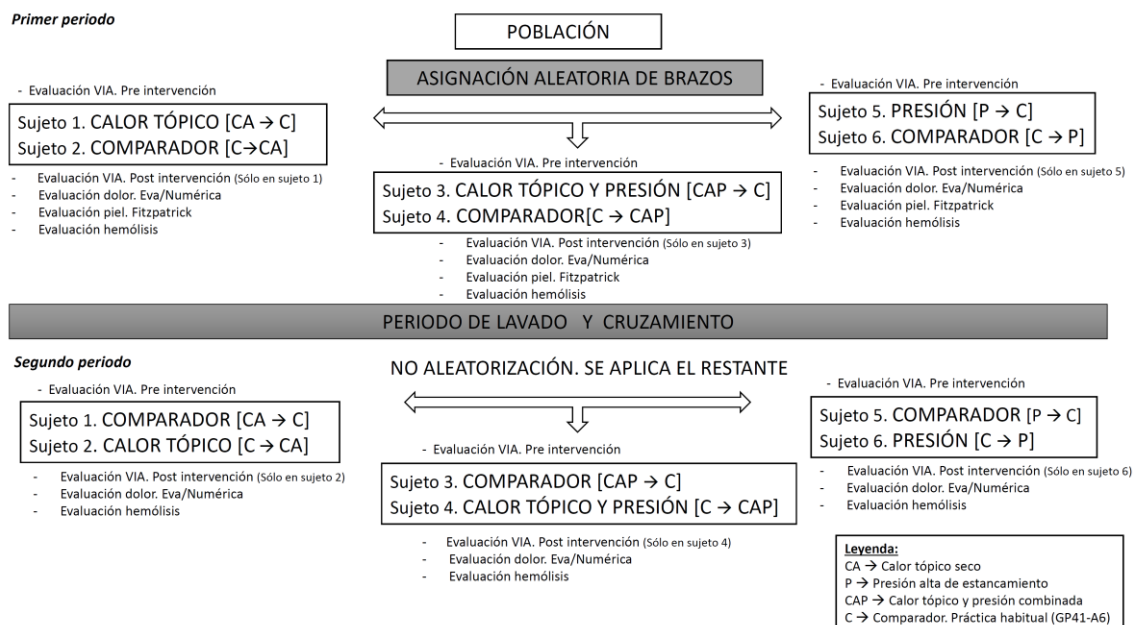 Primer periodo
POBLACIÓN
ASIGNACIÓN ALEATORIA DE BRAZOS
- Evaluación VIA. Pre intervención
Sujeto 1. CALOR TÓPICO [CA → C]
Sujeto 2. COMPARADOR [C→CA]
- Evaluación VIA. Post intervención (Sólo en sujeto 1)
- Evaluación dolor. Eva/Numérica
- Evaluación piel. Fitzpatrick
- Evaluación hemólisis
- Evaluación VIA. Pre intervención
Sujeto 3. CALOR TÓPICO Y PRESIÓN [CAP → C]
Sujeto 4. COMPARADOR[C → CAP]
- Evaluación VIA. Post intervención (Sólo en sujeto 3)
- Evaluación dolor. Eva/Numérica
- Evaluación piel. Fitzpatrick
- Evaluación hemólisis
- Evaluación VIA. Pre intervención
Sujeto 5. PRESIÓN [P → C]
Sujeto 6. COMPARADOR [C → P]
- Evaluación VIA. Post intervención (Sólo en sujeto 5)
- Evaluación dolor. Eva/Numérica
- Evaluación piel. Fitzpatrick
- Evaluación hemólisis
PERIODO DE LAVADO Y CRUZAMIENTO
Segundo periodo
NO ALEATORIZACIÓN. SE APLICA EL RESTANTE
- Evaluación VIA. Pre intervención
Sujeto 1. COMPARADOR [CA → C]
Sujeto 2. CALOR TÓPICO [C → CA]
- Evaluación VIA. Post intervención (Sólo en sujeto 2)
- Evaluación dolor. Eva/Numérica
- Evaluación hemólisis
- Evaluación VIA. Pre intervención
Sujeto 3. COMPARADOR [CAP → C]
Sujeto 4. CALOR TÓPICO Y PRESIÓN [C → CAP]
- Evaluación VIA. Post intervención (Sólo en sujeto 4)
- Evaluación dolor. Eva/Numérica
- Evaluación hemólisis
- Evaluación VIA. Pre intervención
Sujeto 5. COMPARADOR [P → C]
Sujeto 6. PRESIÓN [C → P]
- Evaluación VIA. Post intervención (Sólo en sujeto 6)
- Evaluación dolor. Eva/Numérica
- Evaluación hemólisis
Leyenda:
CA → Calor tópico seco
P → Presión alta de estancamiento
CAP → Calor tópico y presión combinada
C → Comparador. Práctica habitual (GP41-A6)